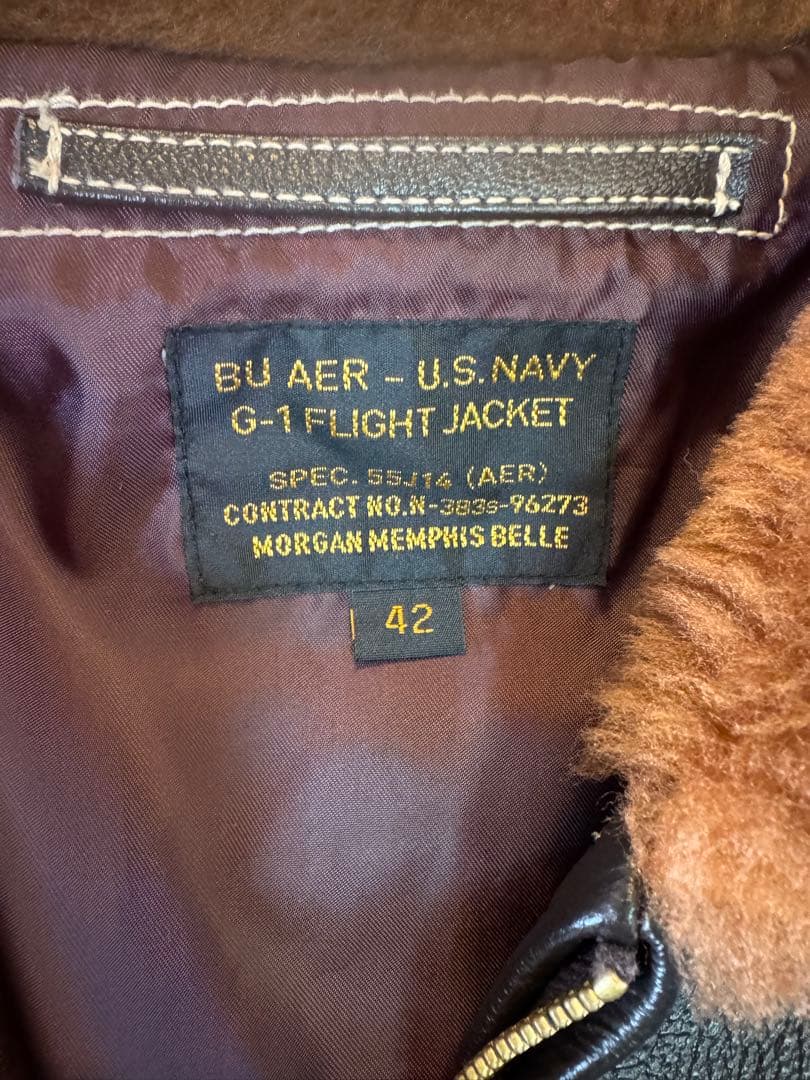 BU AER - U.S. NAVY
G-1 FLIGHT JACKET
SPEC. 55J14 (AER)
CONTRACT NO.N-383s-96273
MORGAN MEMPHIS BELLE
42